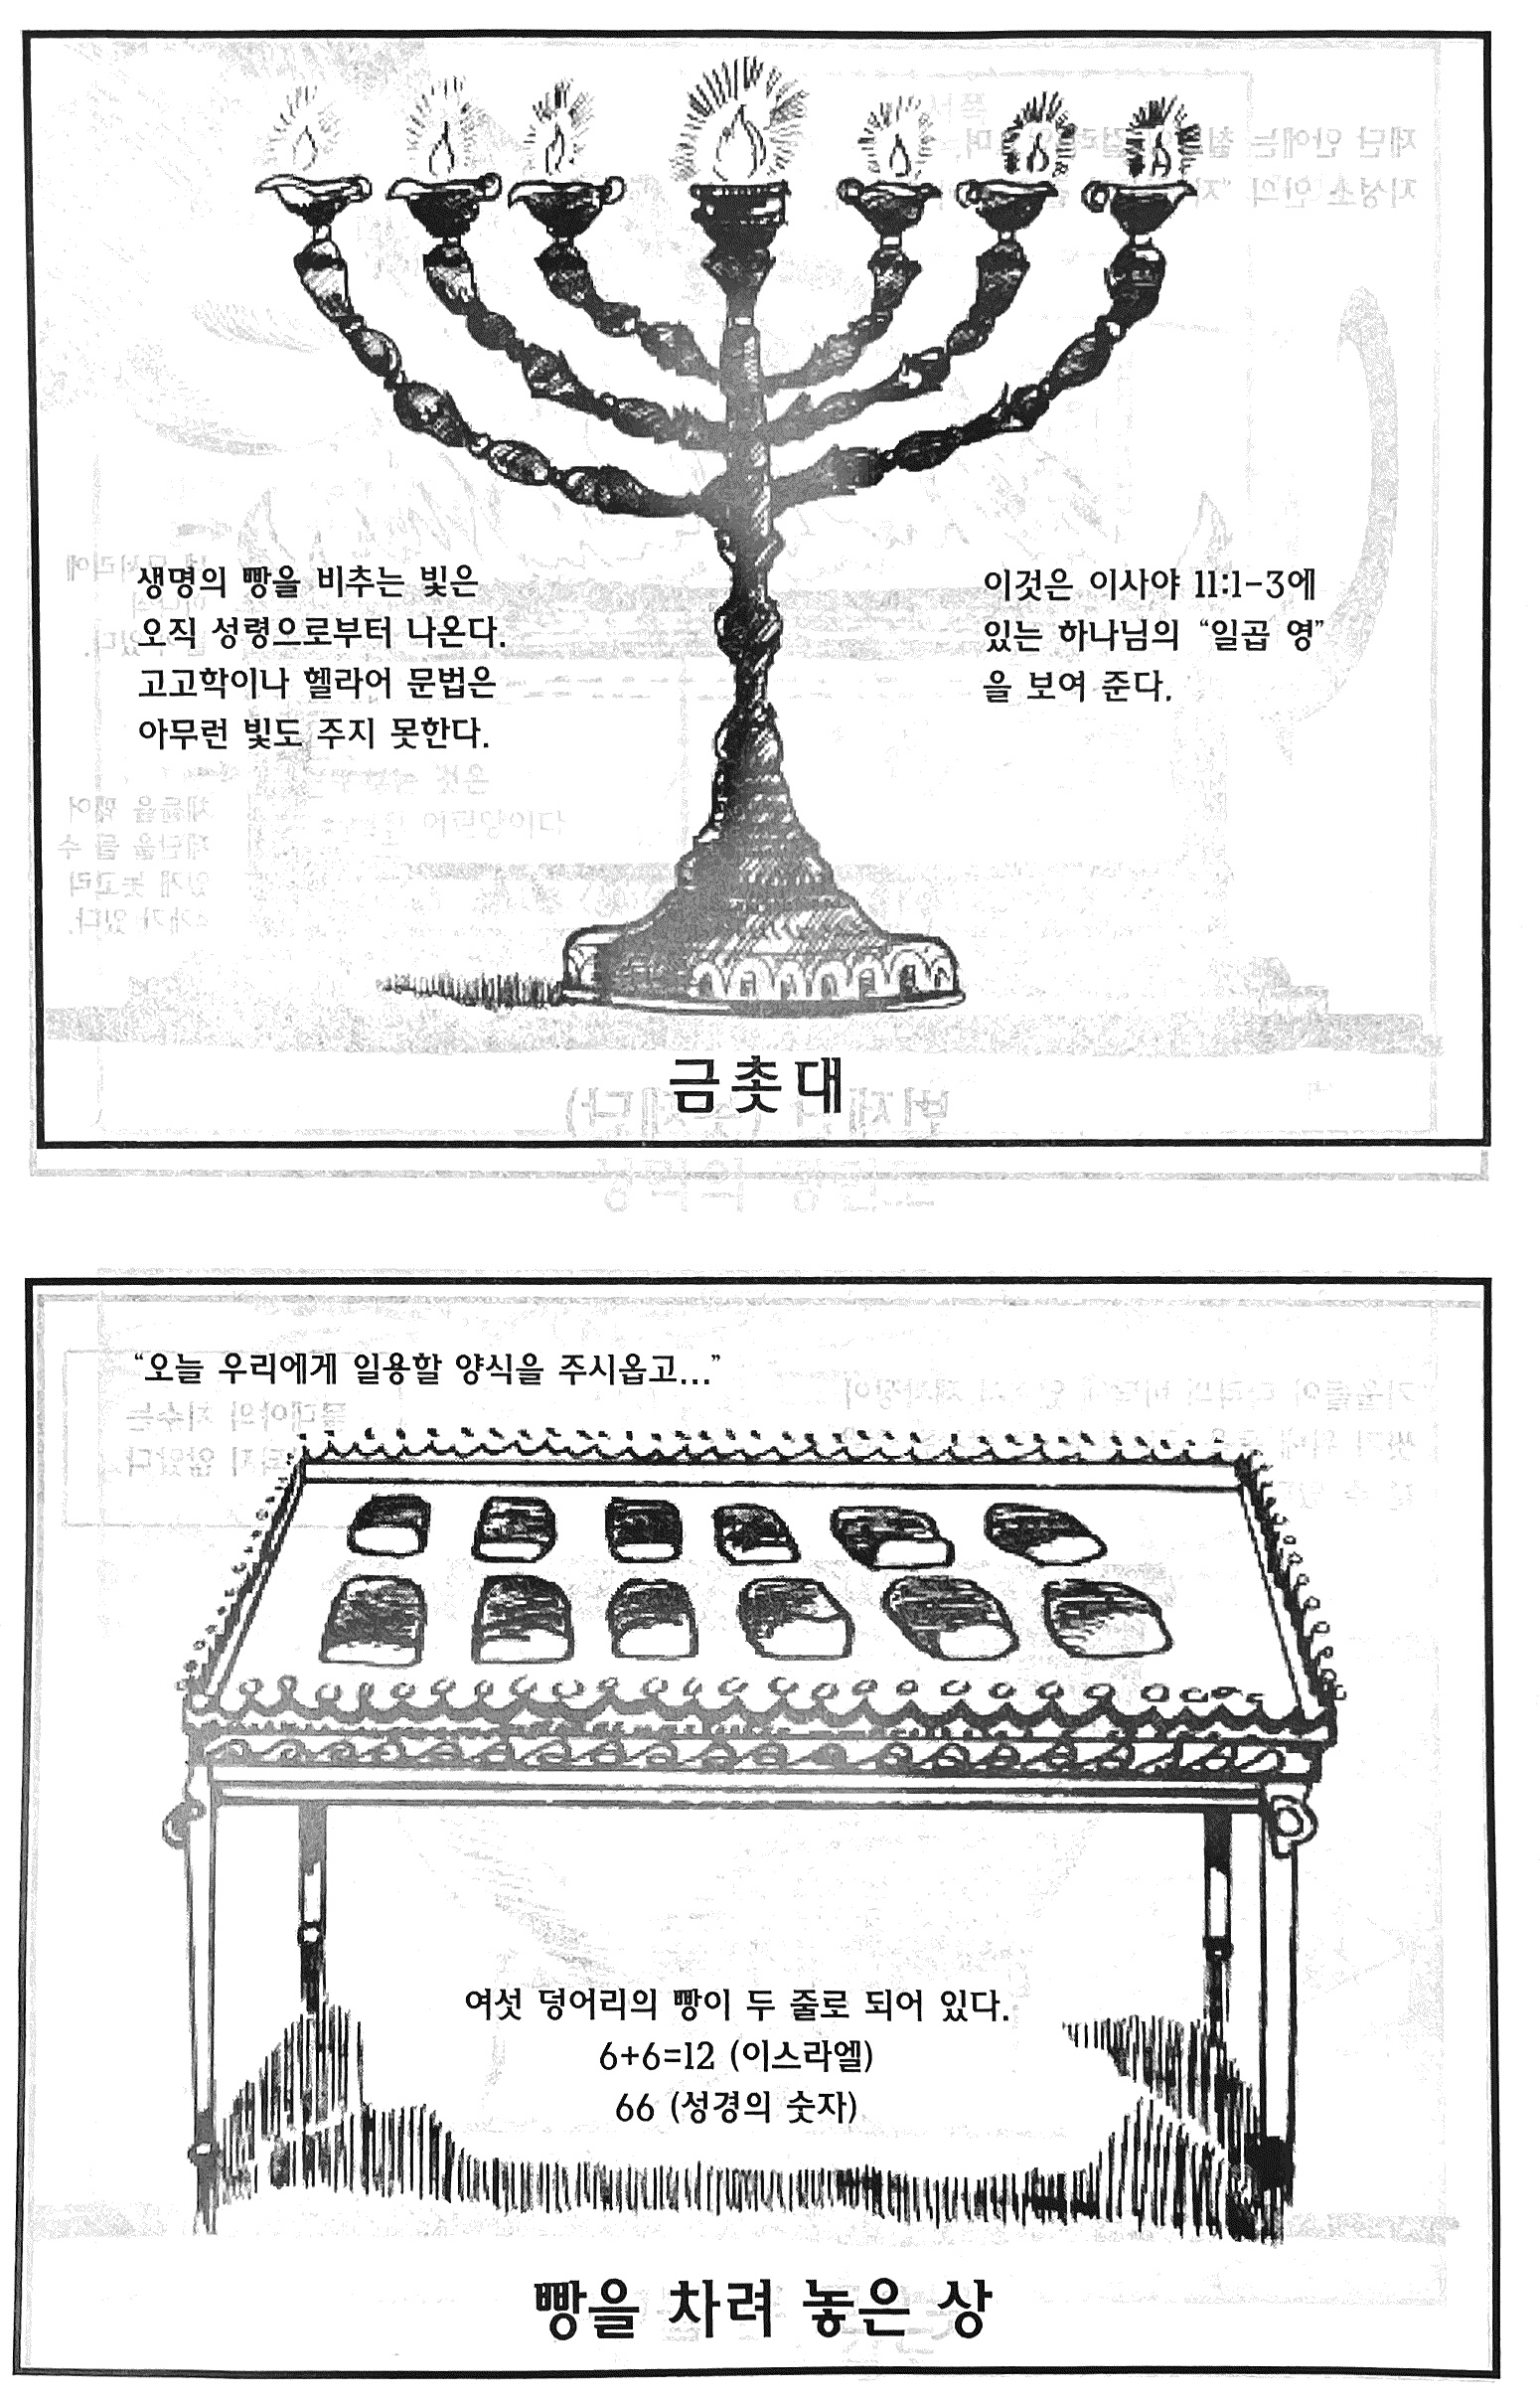 생명의 빵을 비추는 빛은
오직 성령으로부터 나온다.
고고학이나 헬라어 문법은
아무런 빛도 주지 못한다.
이것은 이사야 11:1-3에
있는 하나님의 “일곱 영”
을 보여 준다.
금촛대
“오늘 우리에게 일용할 양식을 주시옵고...”
여섯 덩어리의 빵이 두 줄로 되어 있다.
6+6=12 (이스라엘)
66 (성경의 숫자)
빵을 차려 놓은 상